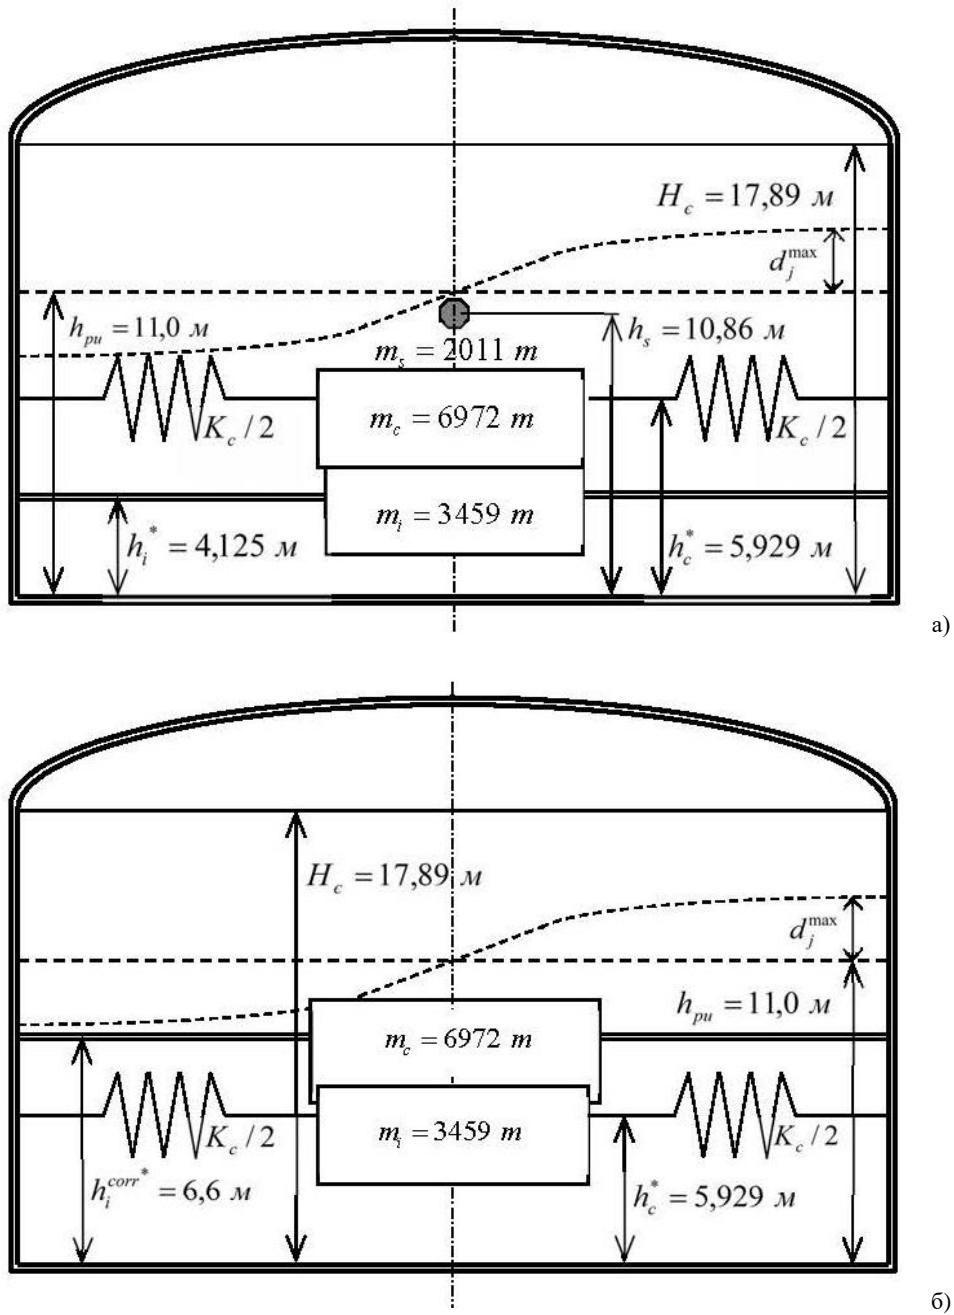 H_c = 17,89 м
d_j^max
h_pu = 11,0 м
h_s = 10,86 м
m_s = 2011 т
m_c = 6972 т
K_c / 2
K_c / 2
m_i = 3459 т
h_i^* = 4,125 м
h_c^* = 5,929 м
а)
H_c = 17,89 м
d_j^max
h_pu = 11,0 м
m_c = 6972 т
m_i = 3459 т
K_c / 2
K_c / 2
h_i^corr* = 6,6 м
h_c^* = 5,929 м
б)